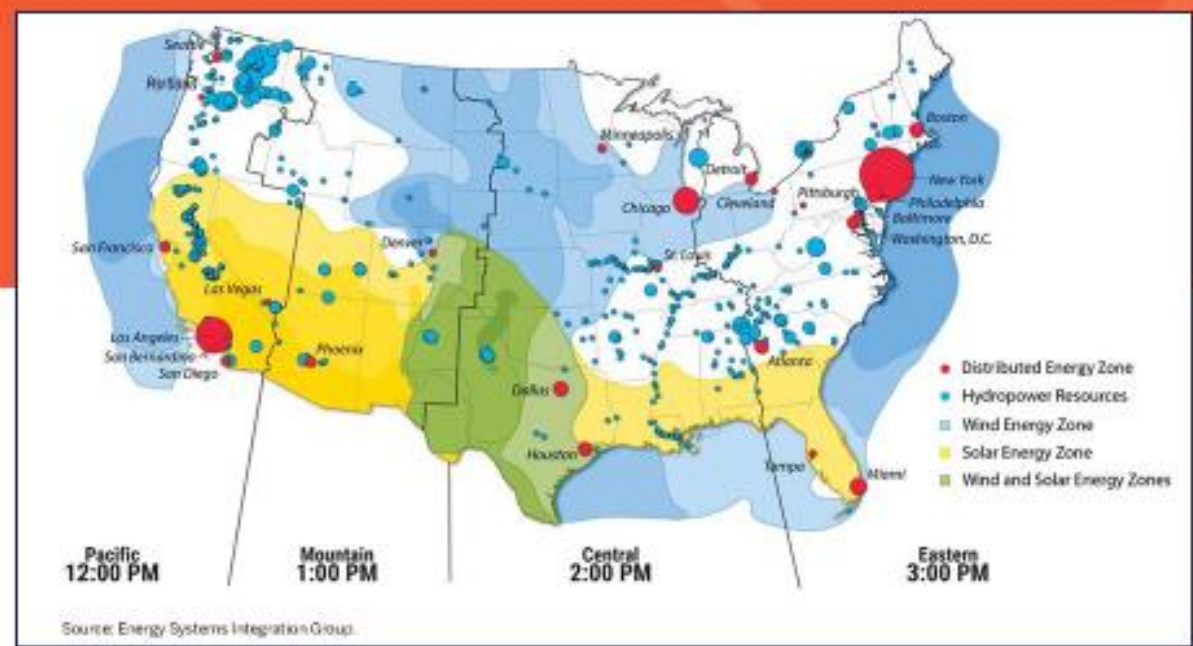 Seattle
Portland
Minneapolis
Boston
Detroit
New York
Chicago
Cleveland
Pittsburgh
Philadelphia
Baltimore
Washington, D.C.
San Francisco
Denver
St. Louis
Las Vegas
Los Angeles
San Bernardino
San Diego
Phoenix
Atlanta
Dallas
Houston
Tampa
Miami
Distributed Energy Zone
Hydropower Resources
Wind Energy Zone
Solar Energy Zone
Wind and Solar Energy Zones
Pacific
12:00 PM
Mountain
1:00 PM
Central
2:00 PM
Eastern
3:00 PM
Source: Energy Systems Integration Group.